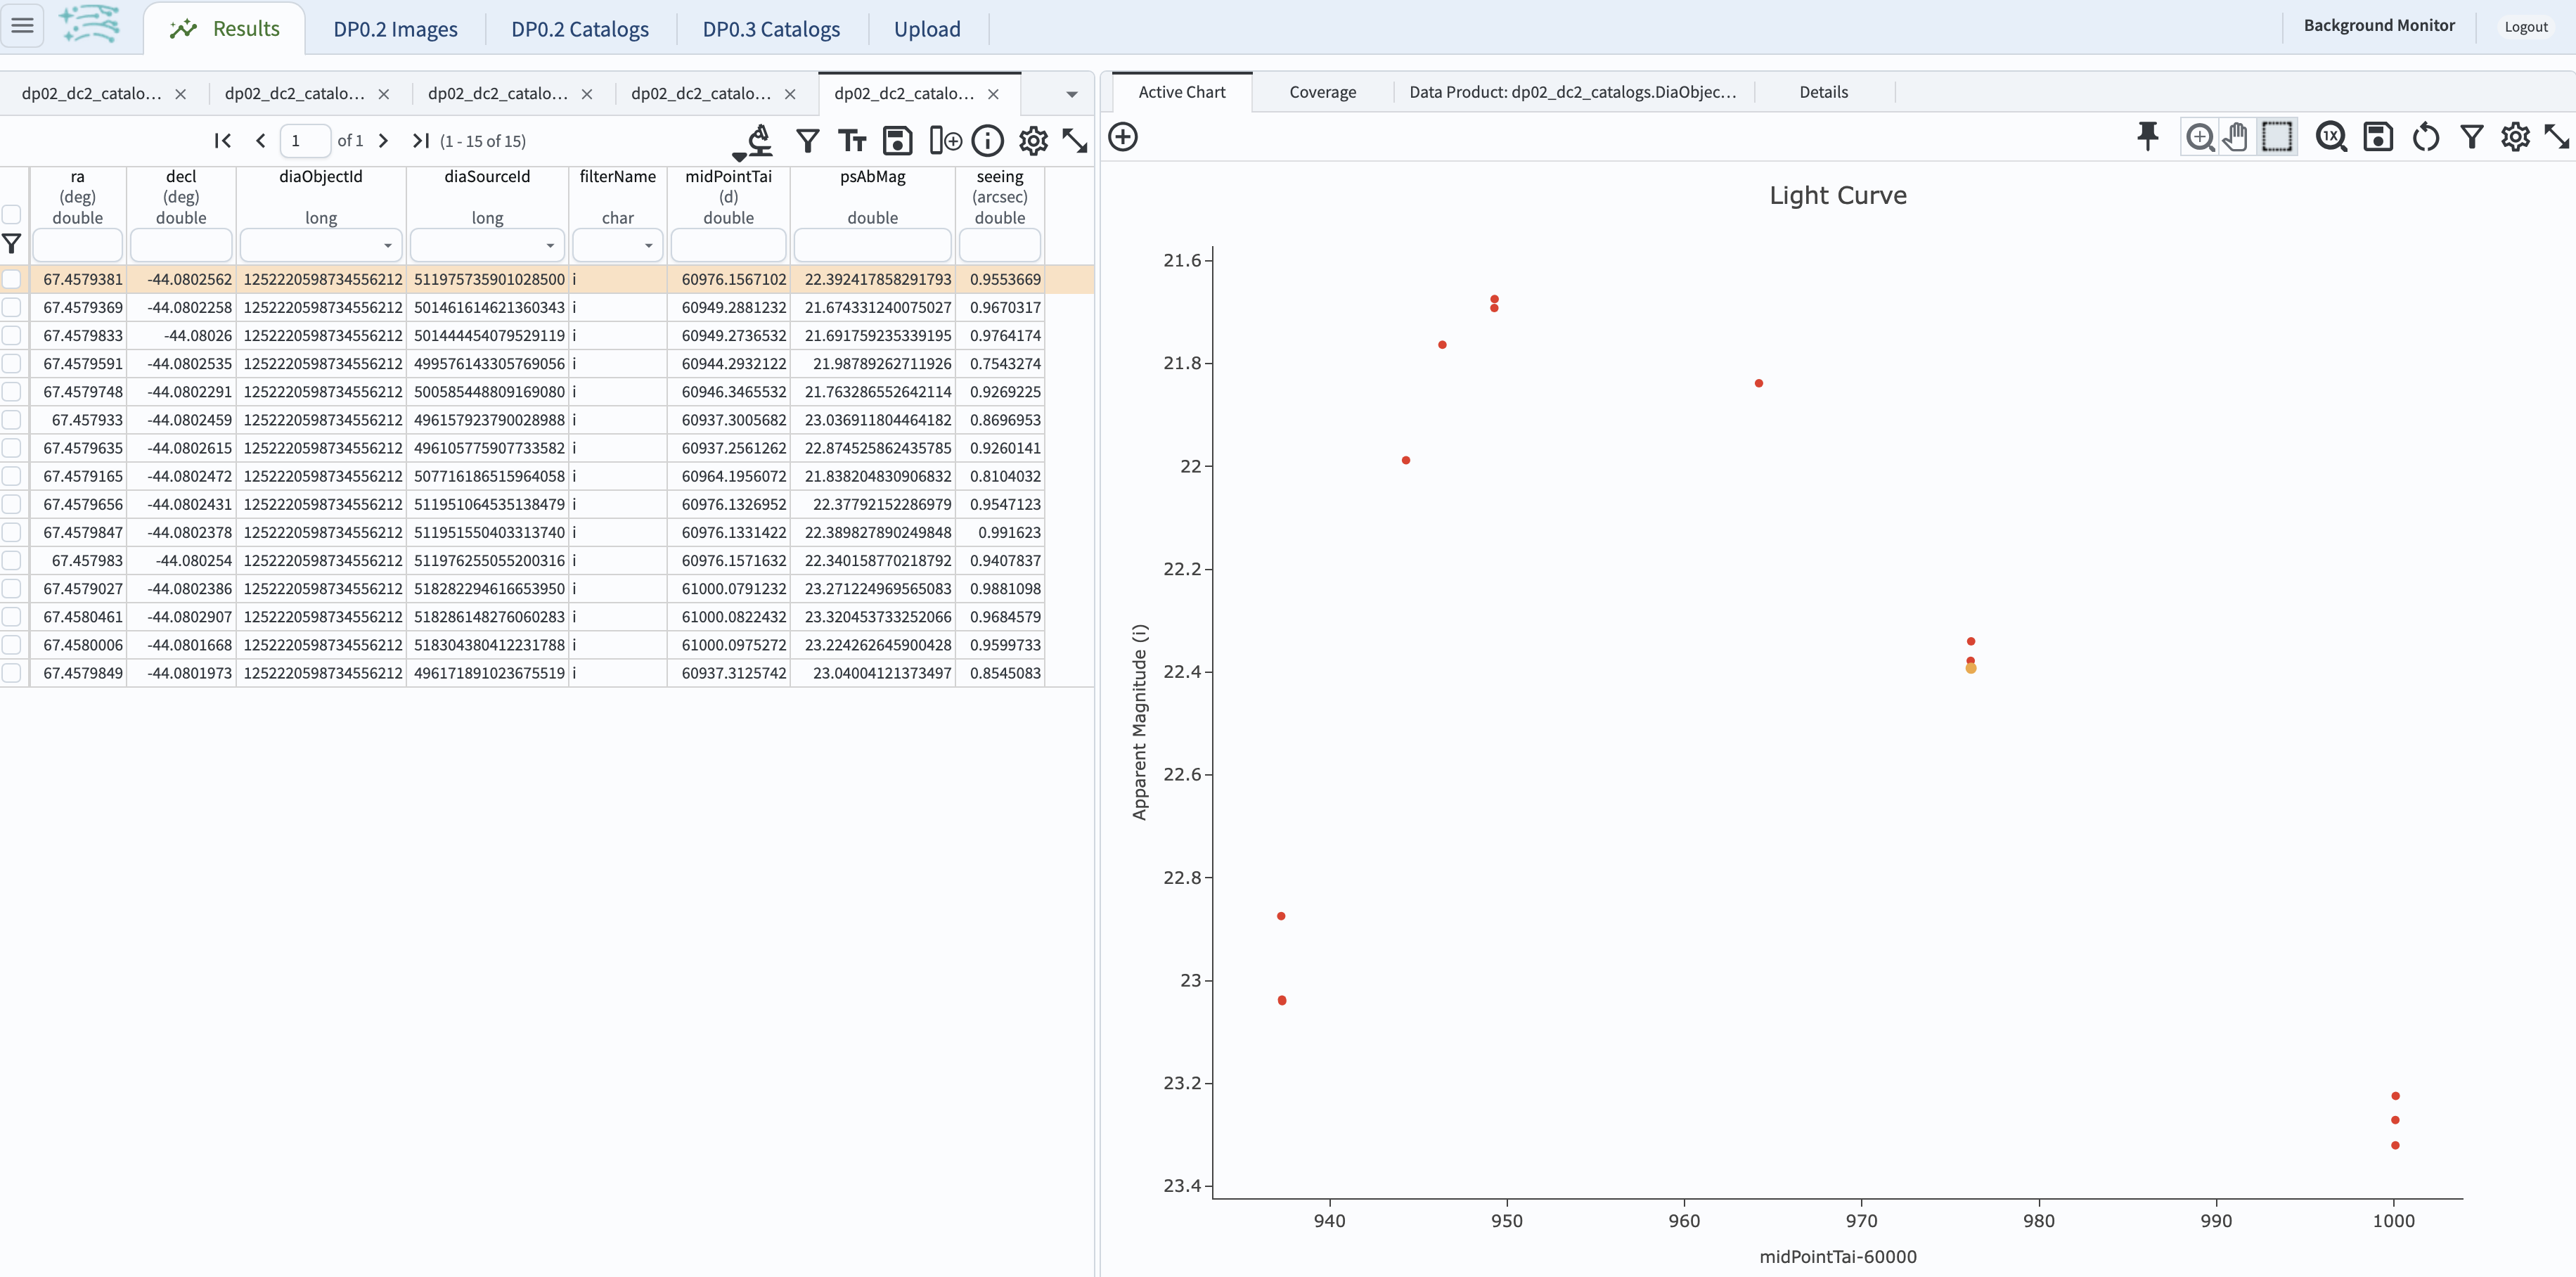 Results DP0.2 Images DP0.2 Catalogs DP0.3 Catalogs Upload Background Monitor Logout
dp02_dc2_catalo... dp02_dc2_catalo... dp02_dc2_catalo... dp02_dc2_catalo... dp02_dc2_catalo...
1 of 1 (1 - 15 of 15)
ra decl diaObjectId diaSourceId filterName midPointTai psAbMag seeing
(deg) (deg) (d) (arcsec)
double double long long char double double double
67.4579381 -44.0802562 1252220598734556212 511975735901028500 i 60976.1567102 22.392417858291793 0.9553669
67.4579369 -44.0802258 1252220598734556212 501461614621360343 i 60949.2881232 21.674331240075027 0.9670317
67.4579833 -44.08026 1252220598734556212 501444454079529119 i 60949.2736532 21.691759235339195 0.9764174
67.4579591 -44.0802535 1252220598734556212 499576143305769056 i 60944.2932122 21.98789262711926 0.7543274
67.4579748 -44.0802291 1252220598734556212 500585448809169080 i 60946.3465532 21.763286552642114 0.9269225
67.457933 -44.0802459 1252220598734556212 496157923790028988 i 60937.3005682 23.036911804464182 0.8696953
67.4579635 -44.0802615 1252220598734556212 496105775907733582 i 60937.2561262 22.874525862435785 0.9260141
67.4579165 -44.0802472 1252220598734556212 507716186515964058 i 60964.1956072 21.838204830906832 0.8104032
67.4579656 -44.0802431 1252220598734556212 511951064535138479 i 60976.1326952 22.37792152286979 0.9547123
67.4579847 -44.0802378 1252220598734556212 511951550403313740 i 60976.1331422 22.389827890249848 0.991623
67.457983 -44.080254 1252220598734556212 511976255055200316 i 60976.1571632 22.340158770218792 0.9407837
67.4579027 -44.0802386 1252220598734556212 518282294616653950 i 61000.0791232 23.271224969565083 0.9881098
67.4580461 -44.0802907 1252220598734556212 518286148276060283 i 61000.0822432 23.320453733252066 0.9684579
67.4580006 -44.0801668 1252220598734556212 518304380412231788 i 61000.0975272 23.224262645900428 0.9599733
67.4579849 -44.0801973 1252220598734556212 496171891023675519 i 60937.3125742 23.04004121373497 0.8545083
Active Chart Coverage Data Product: dp02_dc2_catalogs.DiaObjec... Details
1X
Light Curve
21.6
21.8
22
22.2
22.4
22.6
22.8
23
23.2
23.4
Apparent Magnitude (i)
940 950 960 970 980 990 1000
midPointTai-60000